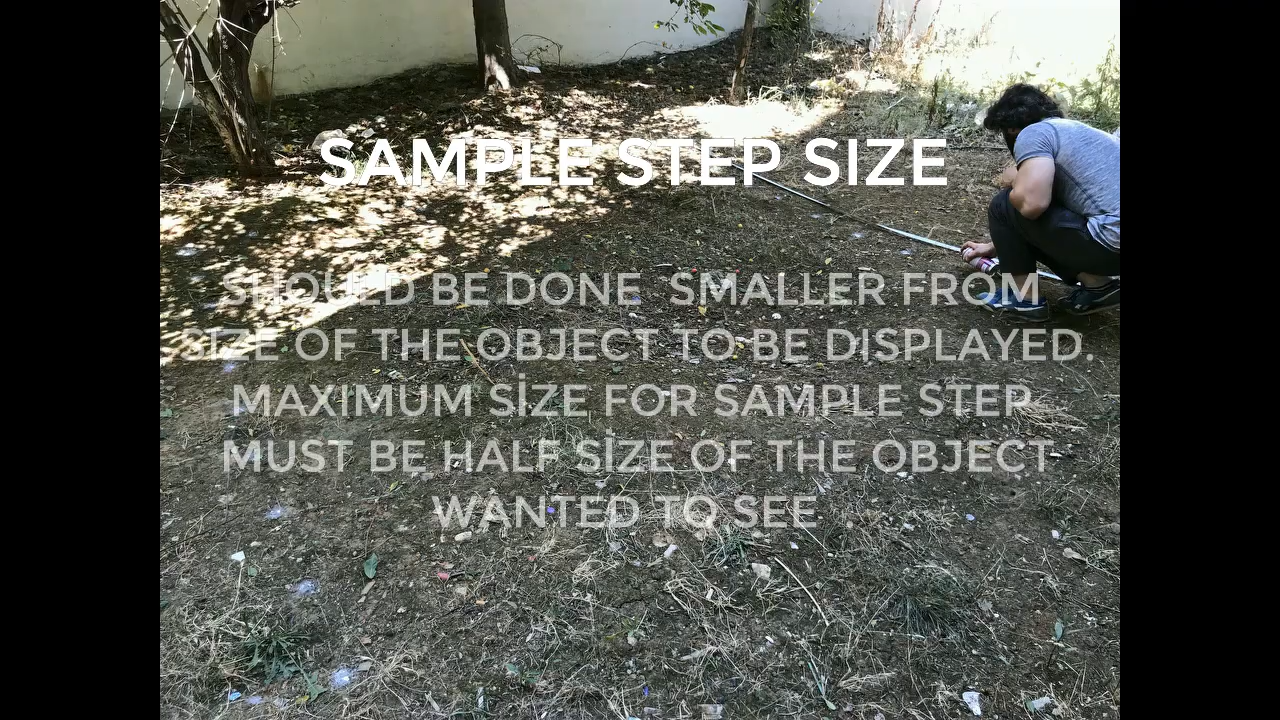 SAMPLE STEP SIZE
SHOULD BE DONE SMALLER FROM
SIZE OF THE OBJECT TO BE DISPLAYED.
MAXIMUM SİZE FOR SAMPLE STEP
MUST BE HALF SİZE OF THE OBJECT
WANTED TO SEE